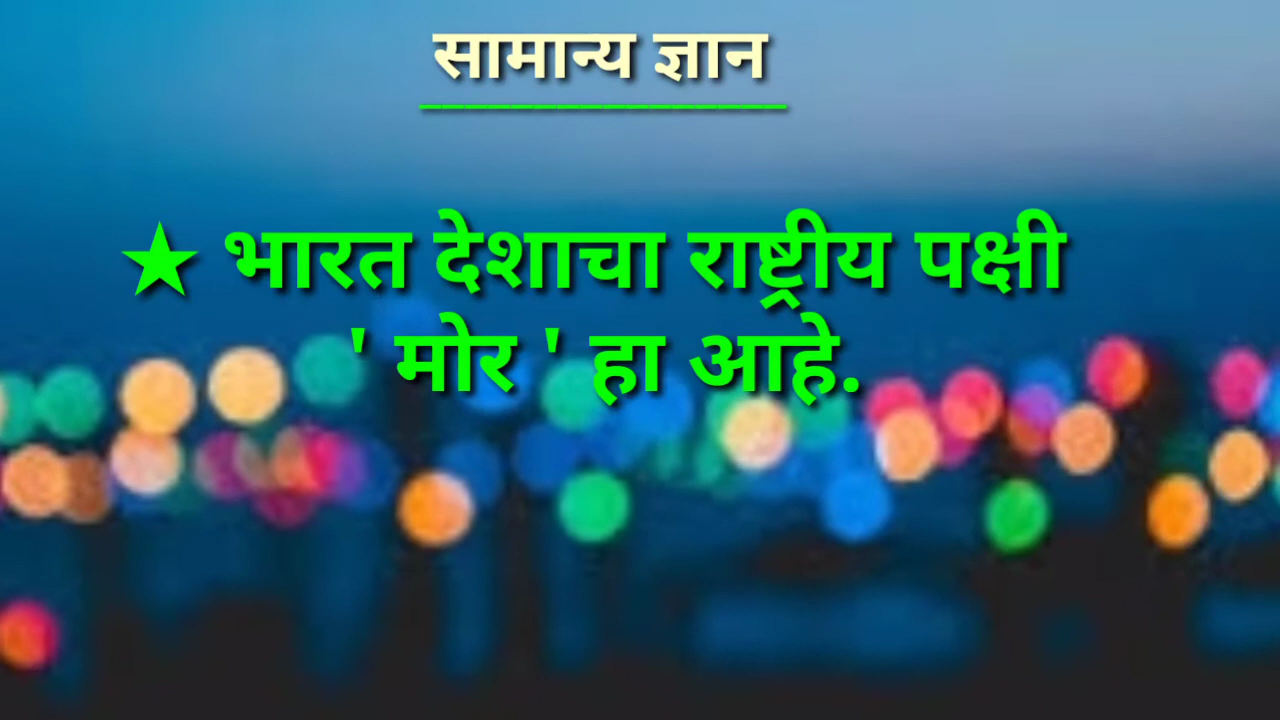 सामान्य ज्ञान
★ भारत देशाचा राष्ट्रीय पक्षी
' मोर ' हा आहे.